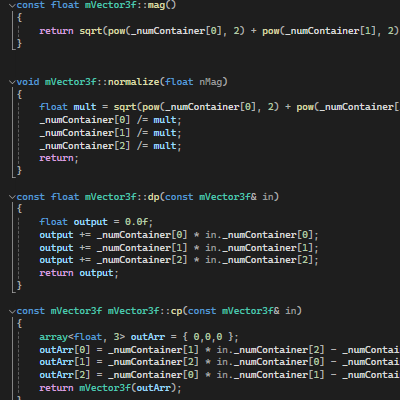 const float mVector3f::mag()
{
return sqrt(pow(_numContainer[0], 2) + pow(_numContainer[1], 2)
}
void mVector3f::normalize(float nMag)
{
float mult = sqrt(pow(_numContainer[0], 2) + pow(_numContainer[
_numContainer[0] /= mult;
_numContainer[1] /= mult;
_numContainer[2] /= mult;
return;
}
const float mVector3f::dp(const mVector3f& in)
{
float output = 0.0f;
output += _numContainer[0] * in._numContainer[0];
output += _numContainer[1] * in._numContainer[1];
output += _numContainer[2] * in._numContainer[2];
return output;
}
const mVector3f mVector3f::cp(const mVector3f& in)
{
array<float, 3> outArr = { 0,0,0 };
outArr[0] = _numContainer[1] * in._numContainer[2] - _numContai
outArr[1] = _numContainer[2] * in._numContainer[0] - _numContai
outArr[2] = _numContainer[0] * in._numContainer[1] - _numContai
return mVector3f(outArr);
}